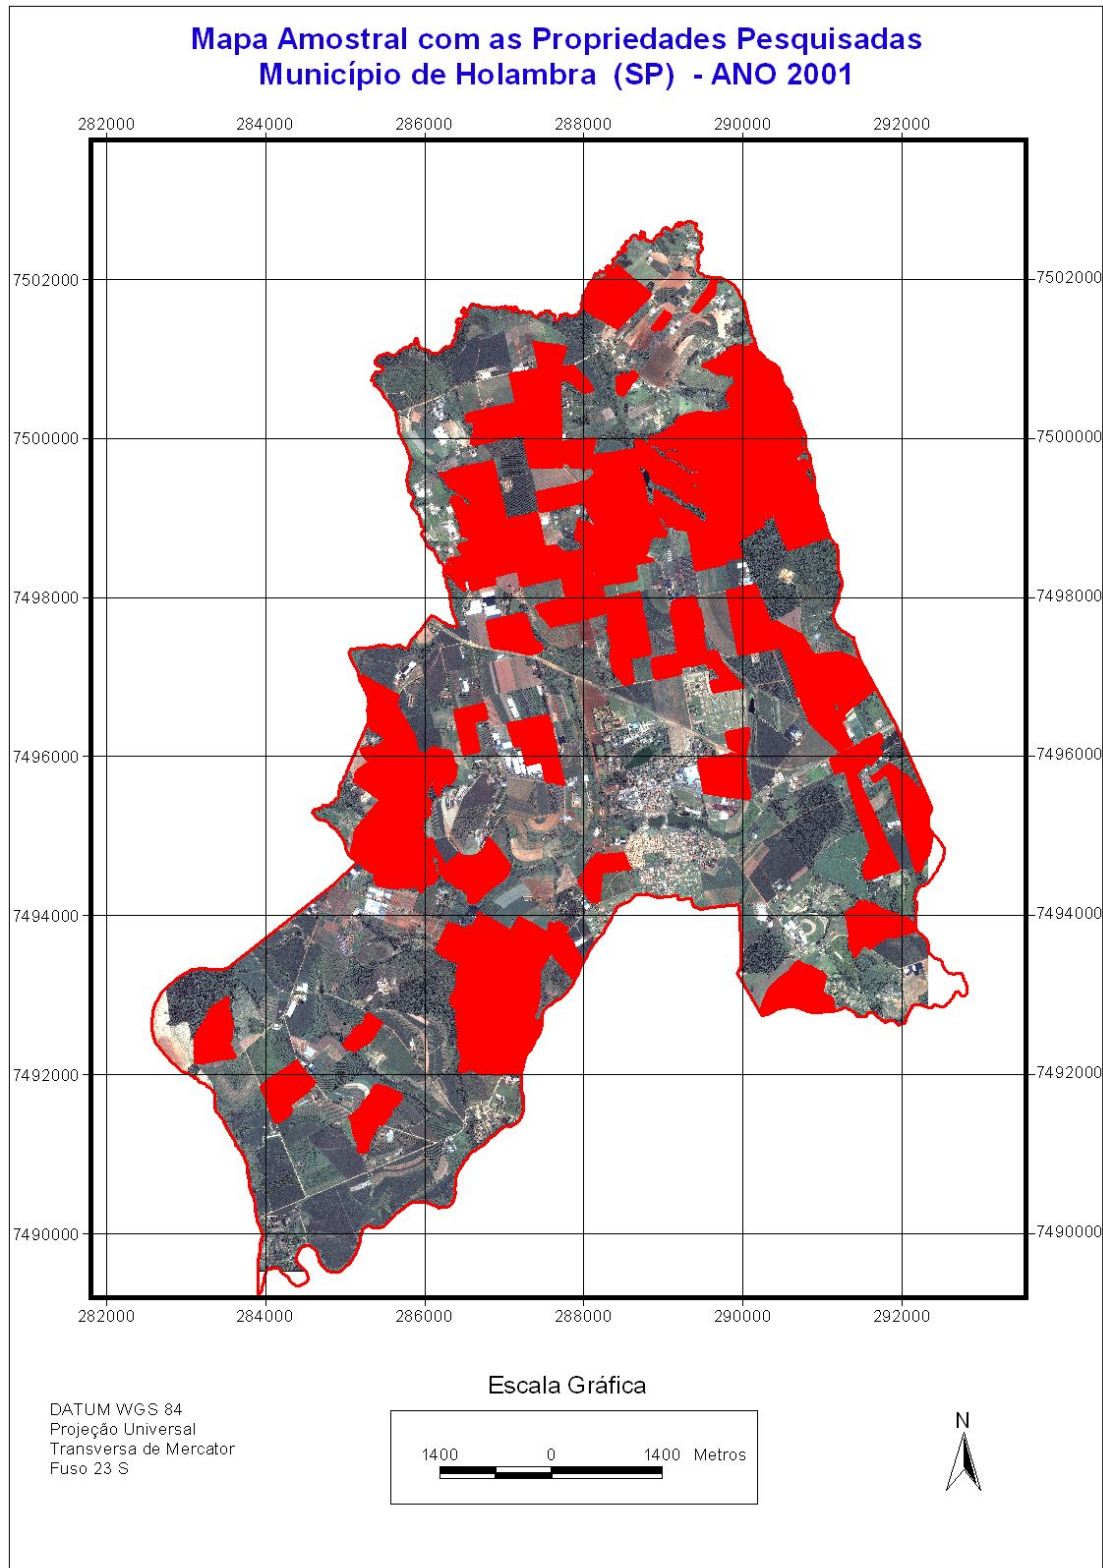 Mapa Amostral com as Propriedades Pesquisadas
Município de Holambra (SP) - ANO 2001
282000 284000 286000 288000 290000 292000
7502000 7502000
7500000 7500000
7498000 7498000
7496000 7496000
7494000 7494000
7492000 7492000
7490000 7490000
282000 284000 286000 288000 290000 292000
Escala Gráfica
DATUM WGS 84
Projeção Universal
Transversa de Mercator
Fuso 23 S
1400 0 1400 Metros
N